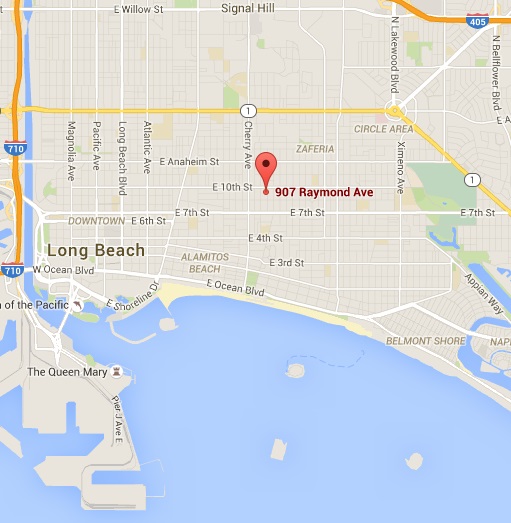 E Willow St
Signal Hill
405
N Lakewood Blvd
N Bellflower Blvd
1
CIRCLE AREA
E A
710
Magnolia Ave
Pacific Ave
Long Beach Blvd
Atlantic Ave
Cherry Ave
E Anaheim St
ZAFERIA
Ximeno Ave
1
E 10th St
907 Raymond Ave
DOWNTOWN
E 6th St
E 7th St
E 7th St
E 7th St
Long Beach
E 4th St
710
W Ocean Blvd
ALAMITOS
BEACH
E 3rd St
Appian Way
n of the Pacific
E Shoreline Dr
E Ocean Blvd
BELMONT SHORE
NAP
The Queen Mary
Pier J Ave E